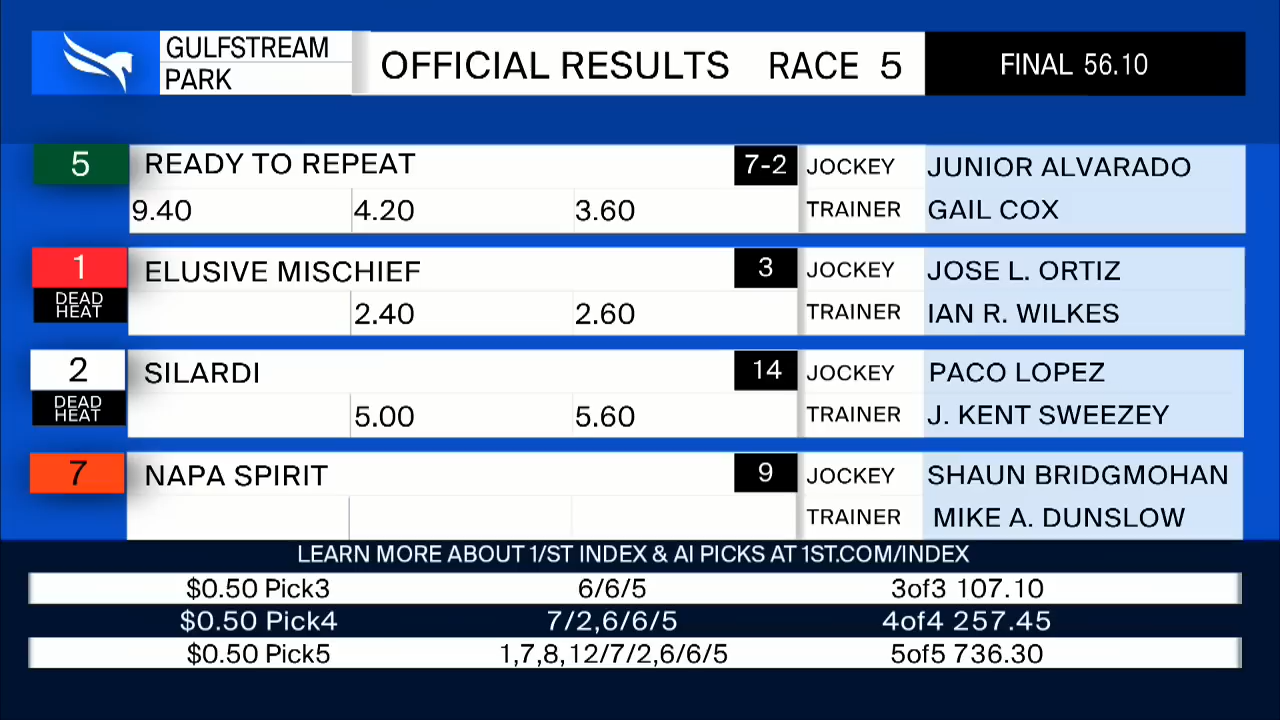 GULFSTREAM
PARK
OFFICIAL RESULTS RACE 5
FINAL 56.10
5 READY TO REPEAT 7-2 JOCKEY JUNIOR ALVARADO
9.40 4.20 3.60 TRAINER GAIL COX
1 ELUSIVE MISCHIEF 3 JOCKEY JOSE L. ORTIZ
DEAD
HEAT
2.40 2.60 TRAINER IAN R. WILKES
2 SILARDI 14 JOCKEY PACO LOPEZ
DEAD
HEAT
5.00 5.60 TRAINER J. KENT SWEEZEY
7 NAPA SPIRIT 9 JOCKEY SHAUN BRIDGMOHAN
TRAINER MIKE A. DUNSLOW
LEARN MORE ABOUT 1/ST INDEX & AI PICKS AT 1ST.COM/INDEX
$0.50 Pick3 6/6/5 3of3 107.10
$0.50 Pick4 7/2,6/6/5 4of4 257.45
$0.50 Pick5 1,7,8,12/7/2,6/6/5 5of5 736.30